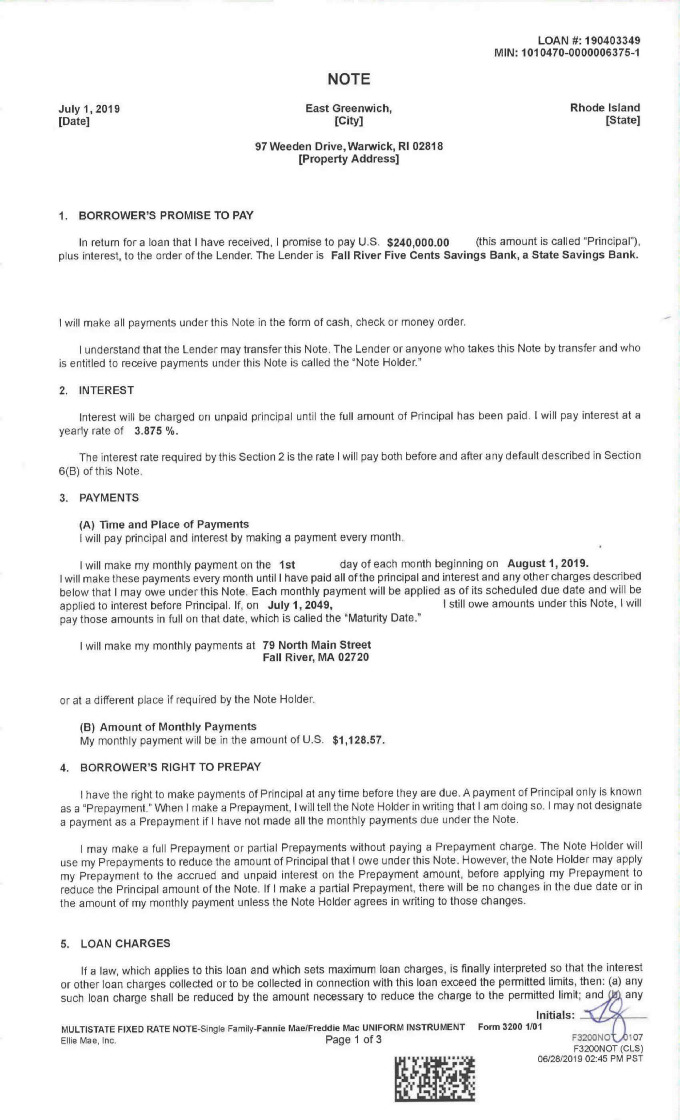 LOAN #: 190403349
MIN: 1010470-0000006375-1
NOTE
July 1, 2019 East Greenwich, Rhode Island
[Date] [City] [State]
97 Weeden Drive, Warwick, RI 02818
[Property Address]
1. BORROWER'S PROMISE TO PAY
In return for a loan that I have received, I promise to pay U.S. $240,000.00 (this amount is called "Principal"),
plus interest, to the order of the Lender. The Lender is Fall River Five Cents Savings Bank, a State Savings Bank.
I will make all payments under this Note in the form of cash, check or money order.
I understand that the Lender may transfer this Note. The Lender or anyone who takes this Note by transfer and who
is entitled to receive payments under this Note is called the "Note Holder."
2. INTEREST
Interest will be charged on unpaid principal until the full amount of Principal has been paid. I will pay interest at a
yearly rate of 3.875 %.
The interest rate required by this Section 2 is the rate I will pay both before and after any default described in Section
6(B) of this Note.
3. PAYMENTS
(A) Time and Place of Payments
I will pay principal and interest by making a payment every month.
I will make my monthly payment on the 1st day of each month beginning on August 1, 2019.
I will make these payments every month until I have paid all of the principal and interest and any other charges described
below that I may owe under this Note. Each monthly payment will be applied as of its scheduled due date and will be
applied to interest before Principal. If, on July 1, 2049, I still owe amounts under this Note, I will
pay those amounts in full on that date, which is called the "Maturity Date."
I will make my monthly payments at 79 North Main Street
Fall River, MA 02720
or at a different place if required by the Note Holder.
(B) Amount of Monthly Payments
My monthly payment will be in the amount of U.S. $1,128.57.
4. BORROWER'S RIGHT TO PREPAY
I have the right to make payments of Principal at any time before they are due. A payment of Principal only is known
as a "Prepayment." When I make a Prepayment, I will tell the Note Holder in writing that I am doing so. I may not designate
a payment as a Prepayment if I have not made all the monthly payments due under the Note.
I may make a full Prepayment or partial Prepayments without paying a Prepayment charge. The Note Holder will
use my Prepayments to reduce the amount of Principal that I owe under this Note. However, the Note Holder may apply
my Prepayment to the accrued and unpaid interest on the Prepayment amount, before applying my Prepayment to
reduce the Principal amount of the Note. If I make a partial Prepayment, there will be no changes in the due date or in
the amount of my monthly payment unless the Note Holder agrees in writing to those changes.
5. LOAN CHARGES
If a law, which applies to this loan and which sets maximum loan charges, is finally interpreted so that the interest
or other loan charges collected or to be collected in connection with this loan exceed the permitted limits, then: (a) any
such loan charge shall be reduced by the amount necessary to reduce the charge to the permitted limit; and (b) any
Initials:
MULTISTATE FIXED RATE NOTE-Single Family-Fannie Mae/Freddie Mac UNIFORM INSTRUMENT Form 3200 1/01
Ellie Mae, Inc. Page 1 of 3 F3200NOT 0107
F3200NOT (CLS)
06/28/2019 02:45 PM PST